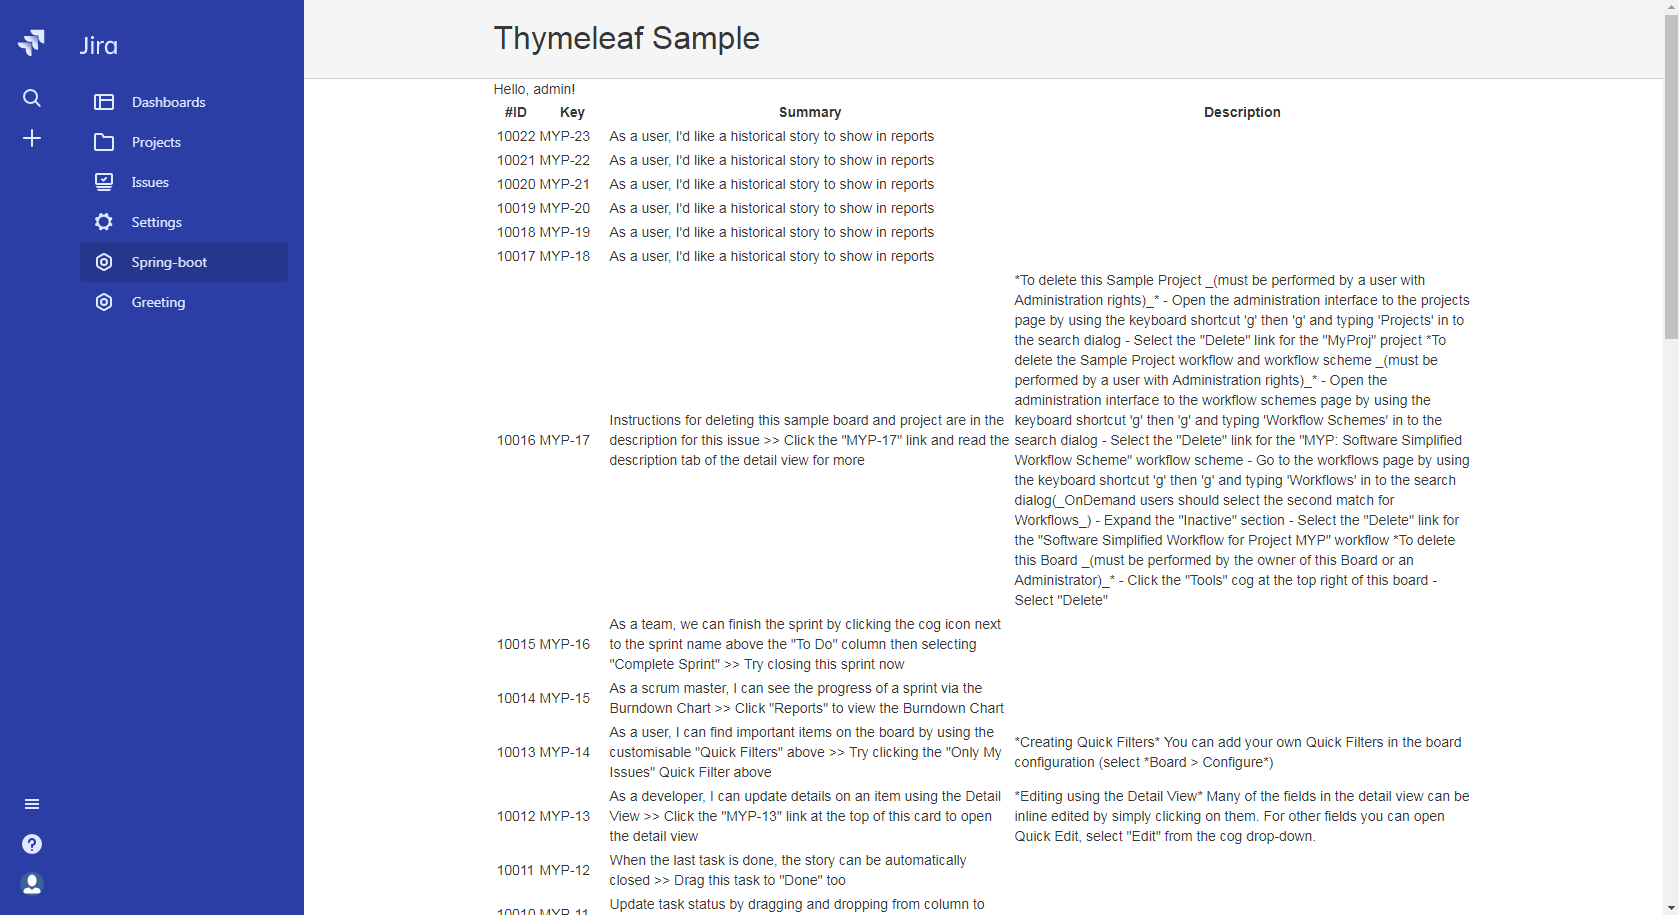 Jira
Dashboards
Projects
Issues
Settings
Spring-boot
Greeting
?
Thymeleaf Sample
Hello, admin!
#ID Key Summary Description
10022 MYP-23 As a user, I'd like a historical story to show in reports
10021 MYP-22 As a user, I'd like a historical story to show in reports
10020 MYP-21 As a user, I'd like a historical story to show in reports
10019 MYP-20 As a user, I'd like a historical story to show in reports
10018 MYP-19 As a user, I'd like a historical story to show in reports
10017 MYP-18 As a user, I'd like a historical story to show in reports
10016 MYP-17
Instructions for deleting this sample board and project are in the
description for this issue >> Click the "MYP-17" link and read the
description tab of the detail view for more
*To delete this Sample Project _(must be performed by a user with
Administration rights)_* - Open the administration interface to the projects
page by using the keyboard shortcut 'g' then 'g' and typing 'Projects' in to
the search dialog - Select the "Delete" link for the "MyProj" project *To
delete the Sample Project workflow and workflow scheme _(must be
performed by a user with Administration rights)_* - Open the
administration interface to the workflow schemes page by using the
keyboard shortcut 'g' then 'g' and typing 'Workflow Schemes' in to the
search dialog - Select the "Delete" link for the "MYP: Software Simplified
Workflow Scheme" workflow scheme - Go to the workflows page by using
the keyboard shortcut 'g' then 'g' and typing 'Workflows' in to the search
dialog(_OnDemand users should select the second match for
Workflows_) - Expand the "Inactive" section - Select the "Delete" link for
the "Software Simplified Workflow for Project MYP" workflow *To delete
this Board _(must be performed by the owner of this Board or an
Administrator)_* - Click the "Tools" cog at the top right of this board -
Select "Delete"
10015 MYP-16
As a team, we can finish the sprint by clicking the cog icon next
to the sprint name above the "To Do" column then selecting
"Complete Sprint" >> Try closing this sprint now
10014 MYP-15
As a scrum master, I can see the progress of a sprint via the
Burndown Chart >> Click "Reports" to view the Burndown Chart
10013 MYP-14
As a user, I can find important items on the board by using the
customisable "Quick Filters" above >> Try clicking the "Only My
Issues" Quick Filter above
*Creating Quick Filters* You can add your own Quick Filters in the board
configuration (select *Board > Configure*)
10012 MYP-13
As a developer, I can update details on an item using the Detail
View >> Click the "MYP-13" link at the top of this card to open
the detail view
*Editing using the Detail View* Many of the fields in the detail view can be
inline edited by simply clicking on them. For other fields you can open
Quick Edit, select "Edit" from the cog drop-down.
10011 MYP-12
When the last task is done, the story can be automatically
closed >> Drag this task to "Done" too
10010 MYP-11
Update task status by dragging and dropping from column to